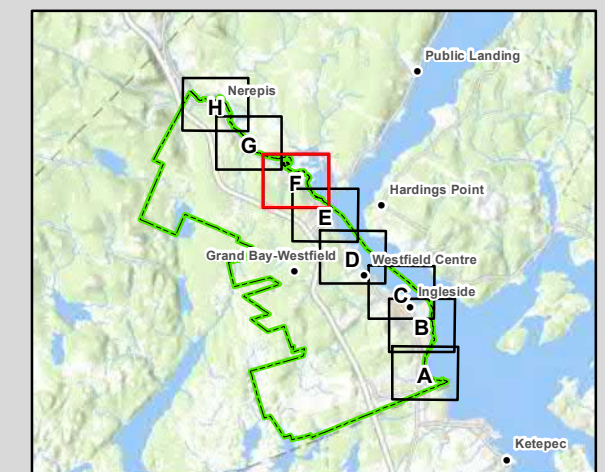 Public Landing
Nerepis
H
G
F
Hardings Point
E
Grand Bay-Westfield
D
Westfield Centre
C
Ingleside
B
A
Ketepec